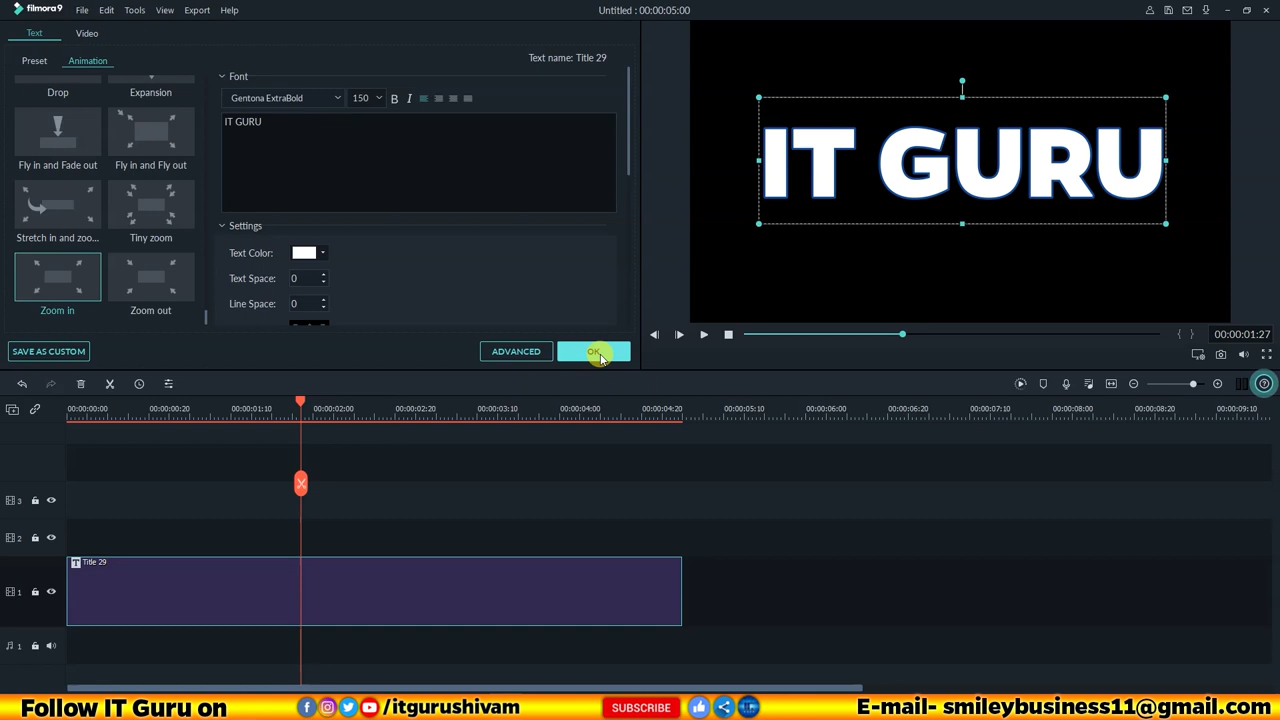 filmora9 File Edit Tools View Export Help Untitled : 00:00:05:00
Text Video
Preset Animation Text name: Title 29
Drop Expansion
Fly in and Fade out Fly in and Fly out
Stretch in and zoo... Tiny zoom
Zoom in Zoom out
Font
Gentona ExtraBold 150 B I
IT GURU
Settings
Text Color:
Text Space: 0
Line Space: 0
SAVE AS CUSTOM ADVANCED OK
IT GURU
{ } 00:00:01:27
00:00:00:00 00:00:00:20 00:00:01:10 00:00:02:00 00:00:02:20 00:00:03:10 00:00:04:00 00:00:04:20 00:00:05:10 00:00:06:00 00:00:06:20 00:00:07:10 00:00:08:00 00:00:08:20 00:00:09:10
3
2
T Title 29
1
1
Follow IT Guru on /itgurushivam SUBSCRIBE E-mail- smileybusiness11@gmail.com